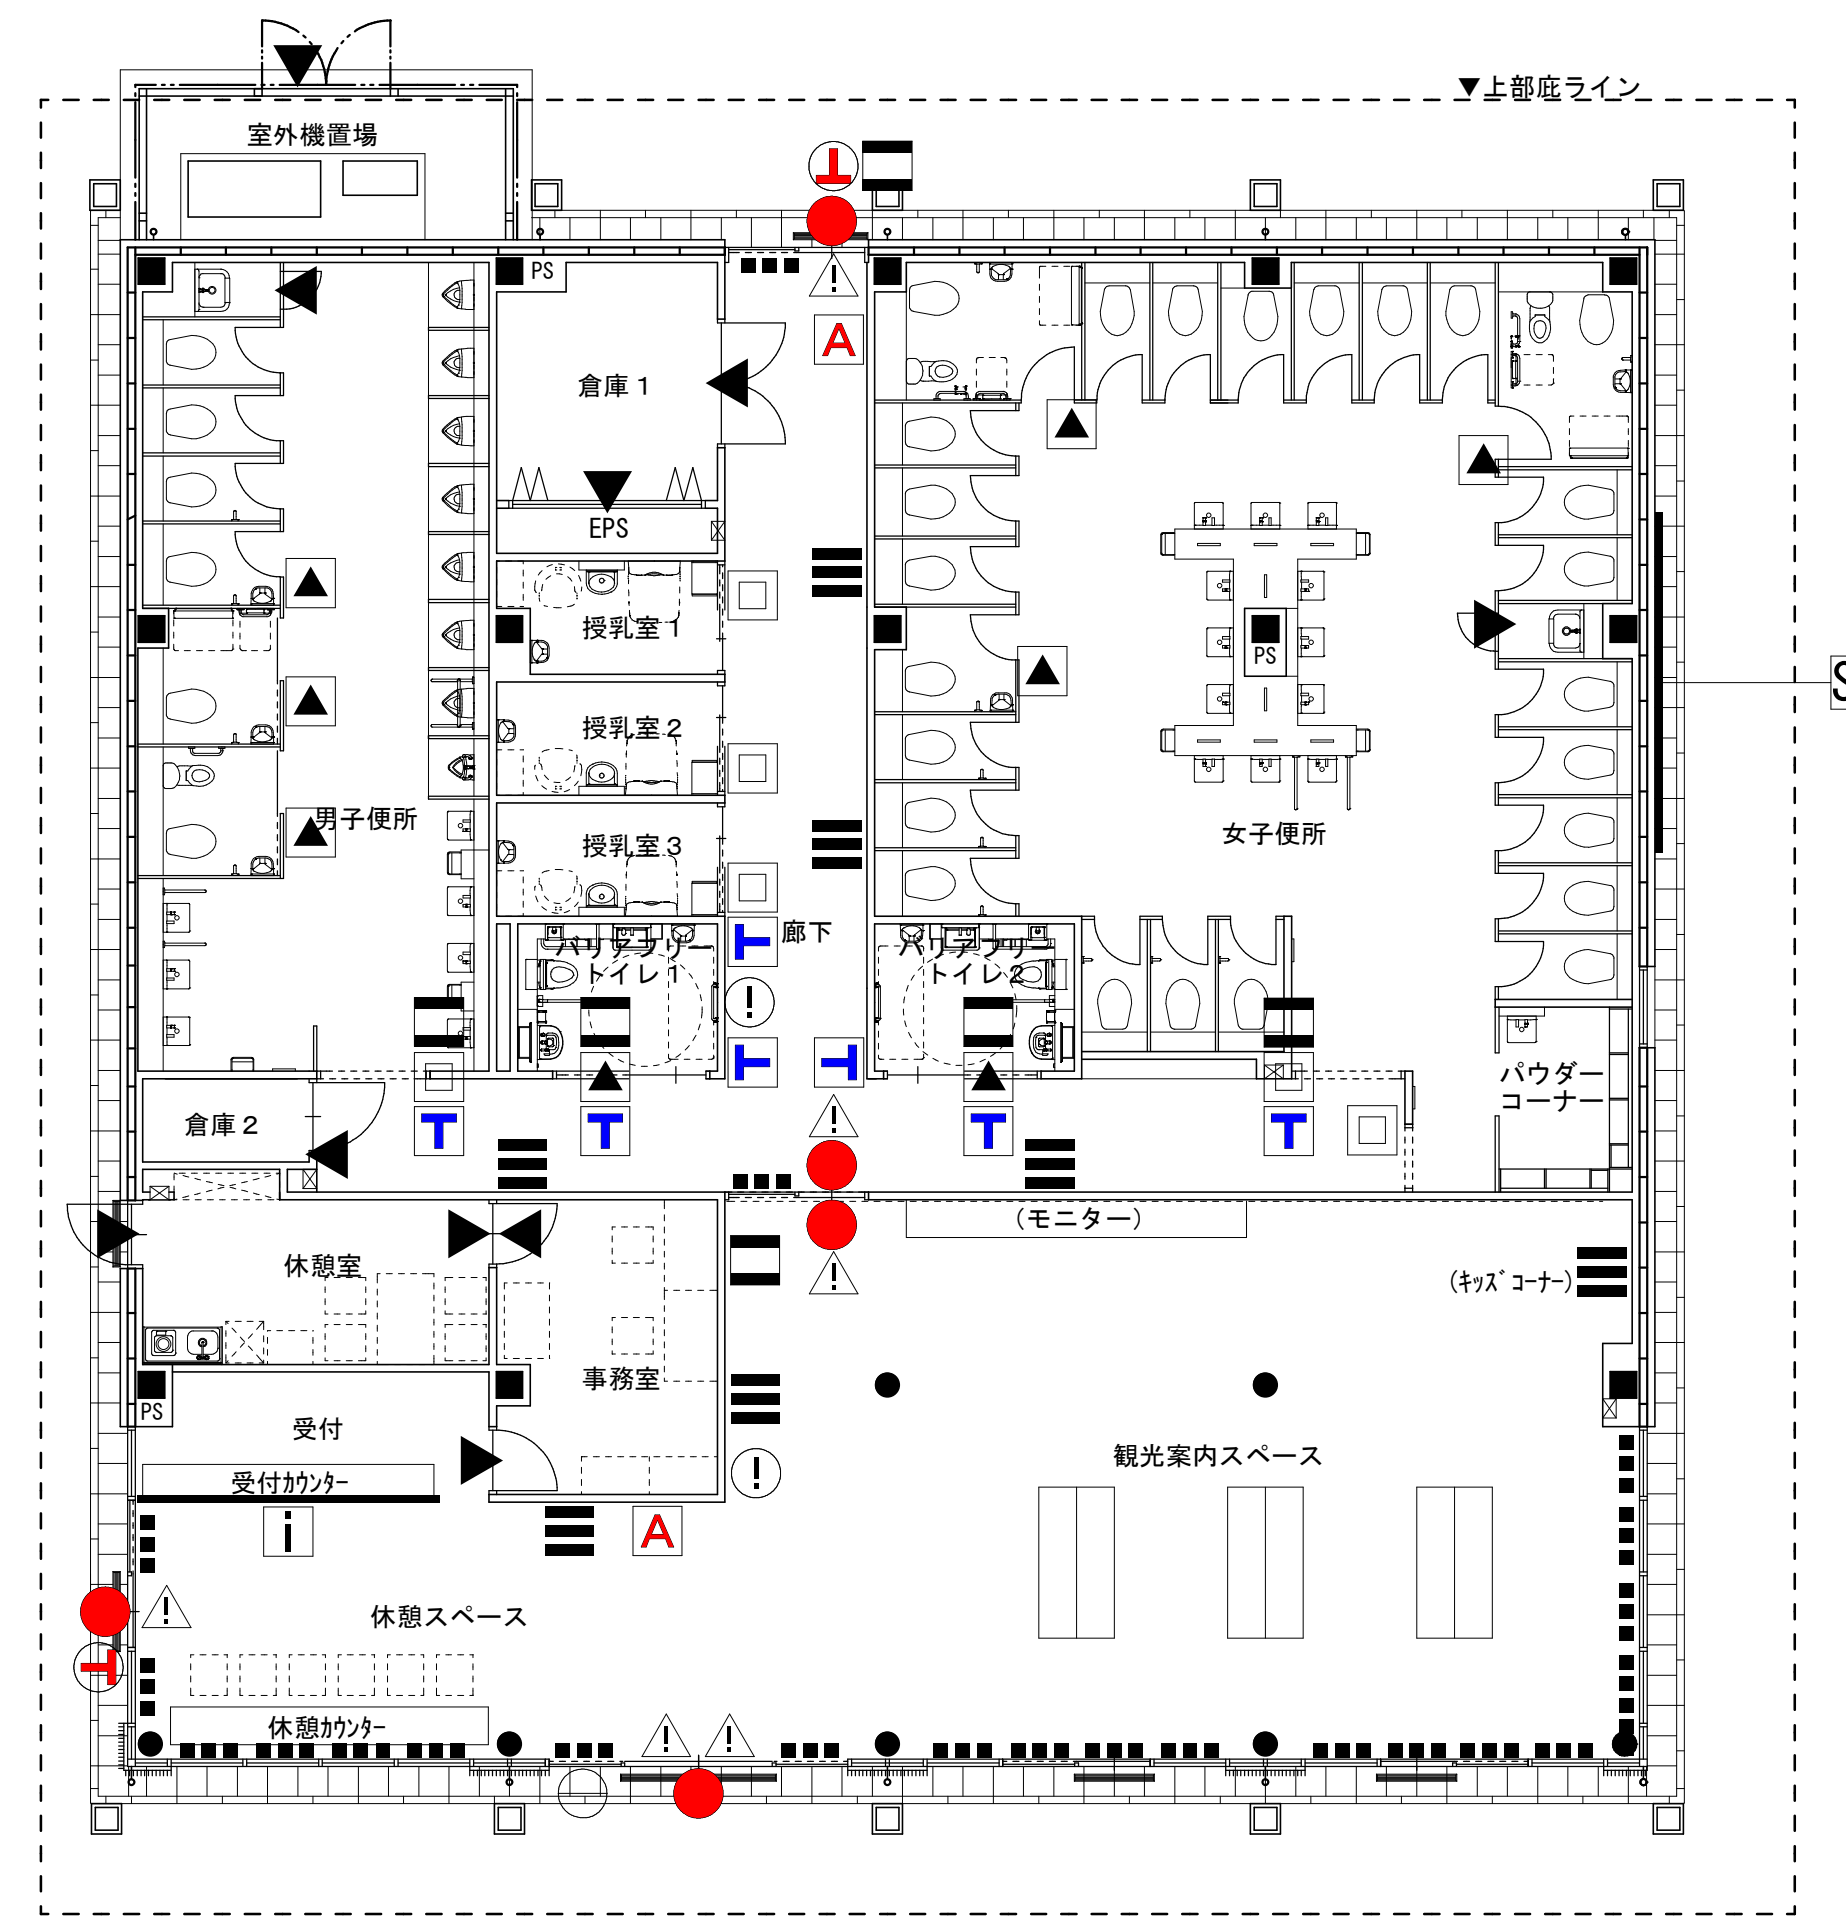 ▼上部庇ライン
室外機置場
PS
倉庫1
EPS
授乳室1
PS
授乳室2
男子便所
女子便所
授乳室3
廊下
バリアフリー
トイレ1
バリアフリー
トイレ2
パウダー
コーナー
倉庫2
(モニター)
休憩室
(キッズコーナー)
事務室
PS
受付
観光案内スペース
受付カウンター
休憩スペース
休憩カウンター
A
A
i
T
T
T
T
T
T
T
T
T
!
!
!
!
!
!
!
!
S